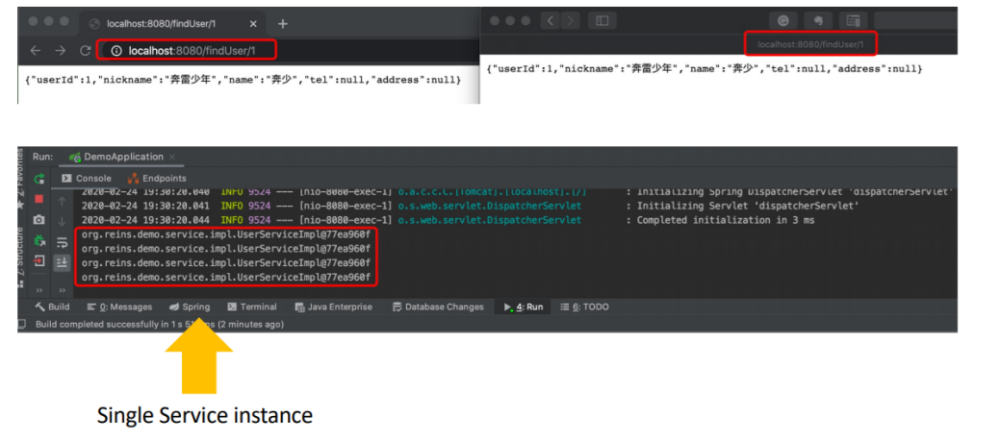 localhost:8080/findUser/1
localhost:8080/findUser/1
{"userId":1,"nickname":"奔雷少年","name":"奔少","tel":null,"address":null}
localhost:8080/findUser/1
{"userId":1,"nickname":"奔雷少年","name":"奔少","tel":null,"address":null}
Run: DemoApplication
Console Endpoints
2020-02-24 19:30:20.040 INFO 9524 --- [nio-8080-exec-1] o.a.c.c.C.[Tomcat].[localhost].[/] : Initializing Spring DispatcherServlet 'dispatcherServlet'
2020-02-24 19:30:20.041 INFO 9524 --- [nio-8080-exec-1] o.s.web.servlet.DispatcherServlet : Initializing Servlet 'dispatcherServlet'
2020-02-24 19:30:20.044 INFO 9524 --- [nio-8080-exec-1] o.s.web.servlet.DispatcherServlet : Completed initialization in 3 ms
org.reins.demo.service.impl.UserServiceImpl@77ea960f
org.reins.demo.service.impl.UserServiceImpl@77ea960f
org.reins.demo.service.impl.UserServiceImpl@77ea960f
org.reins.demo.service.impl.UserServiceImpl@77ea960f
Favorites
Z: Structure
Build 0: Messages Spring Terminal Java Enterprise Database Changes 4: Run 6: TODO
Build completed successfully in 1 s (2 minutes ago)
Single Service instance